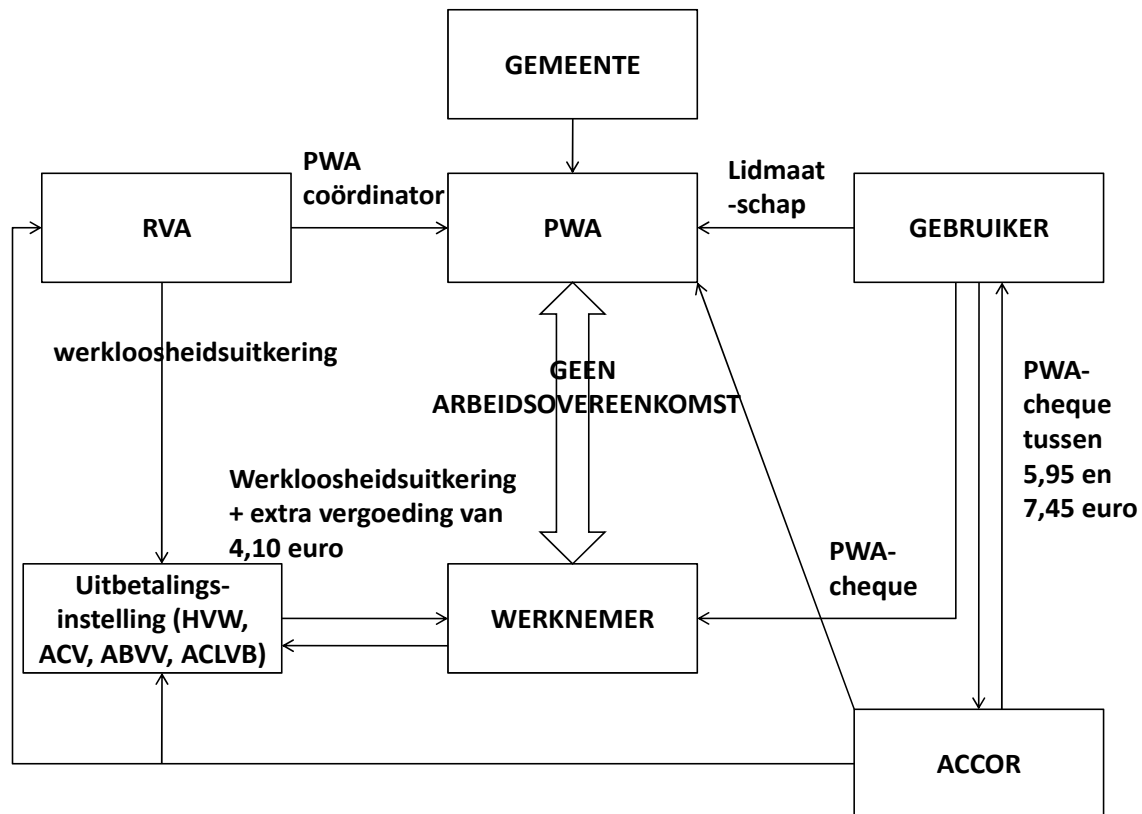 GEMEENTE
PWA
coördinator
Lidmaat
-schap
RVA
PWA
GEBRUIKER
werkloosheidsuitkering
GEEN
ARBEIDSOVEREENKOMST
PWA-
cheque
tussen
5,95 en
7,45 euro
Werkloosheidsuitkering
+ extra vergoeding van
4,10 euro
PWA-
cheque
Uitbetalings-
instelling (HVW,
ACV, ABVV, ACLVB)
WERKNEMER
ACCOR